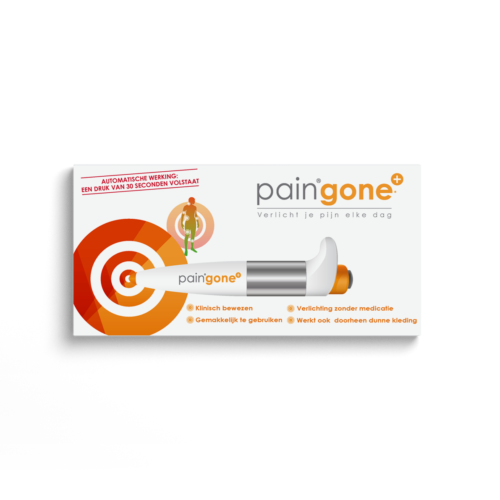 AUTOMATISCHE WERKING:
EEN DRUK VAN 30 SECONDEN VOLSTAAT
pain®gone+
Verlicht je pijn elke dag
pain®gone+
Klinisch bewezen
Verlichting zonder medicatie
Gemakkelijk te gebruiken
Werkt ook doorheen dunne kleding